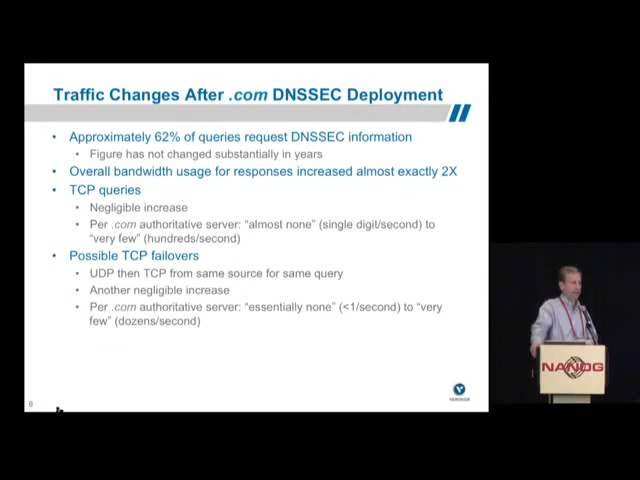 Traffic Changes After .com DNSSEC Deployment
• Approximately 62% of queries request DNSSEC information
• Figure has not changed substantially in years
• Overall bandwidth usage for responses increased almost exactly 2X
• TCP queries
• Negligible increase
• Per .com authoritative server: “almost none” (single digit/second) to
“very few” (hundreds/second)
• Possible TCP failovers
• UDP then TCP from same source for same query
• Another negligible increase
• Per .com authoritative server: “essentially none” (<1/second) to “very
few” (dozens/second)
6
VERISIGN
NANOG